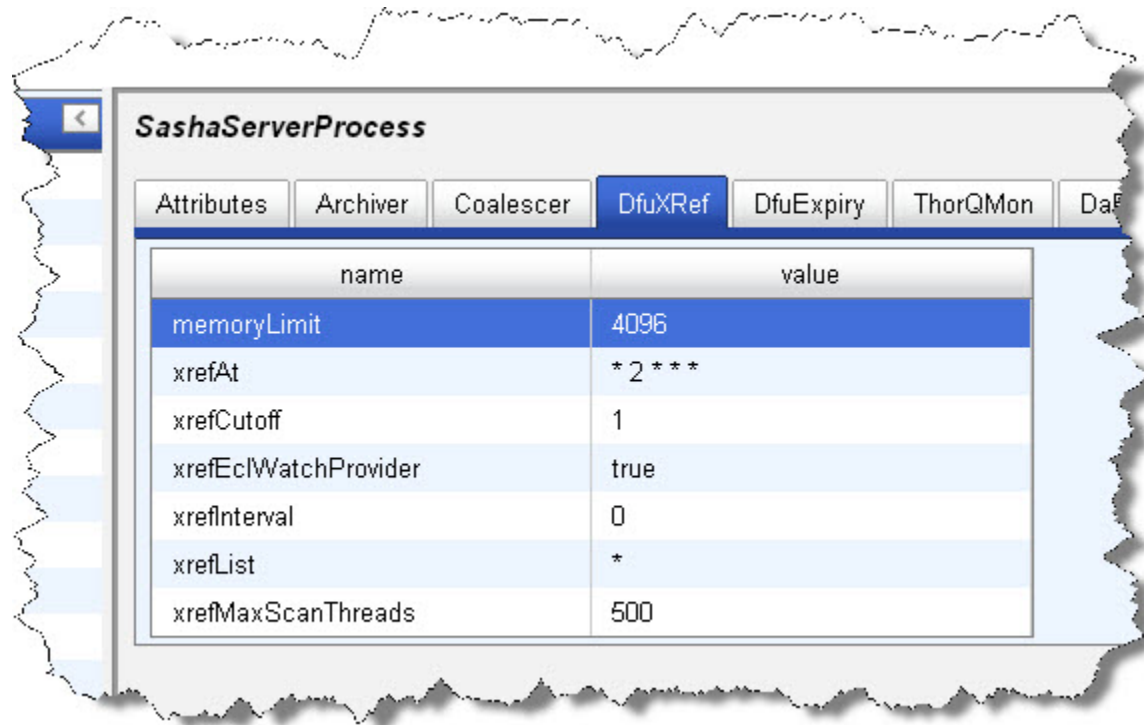 <
SashaServerProcess
Attributes Archiver Coalescer DfuXRef DfuExpiry ThorQMon
name value
memoryLimit 4096
xrefAt * 2 * * *
xrefCutoff 1
xrefEclWatchProvider true
xrefInterval 0
xrefList *
xrefMaxScanThreads 500